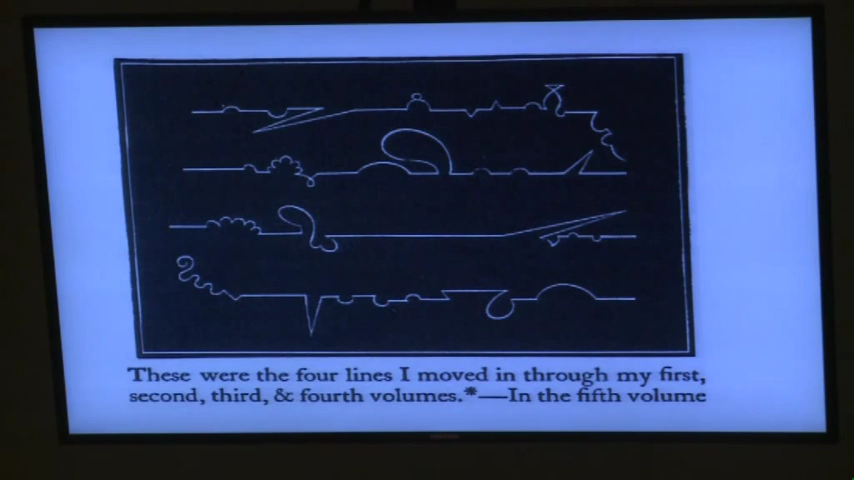 These were the four lines I moved in through my first,
second, third, & fourth volumes.*—In the fifth volume